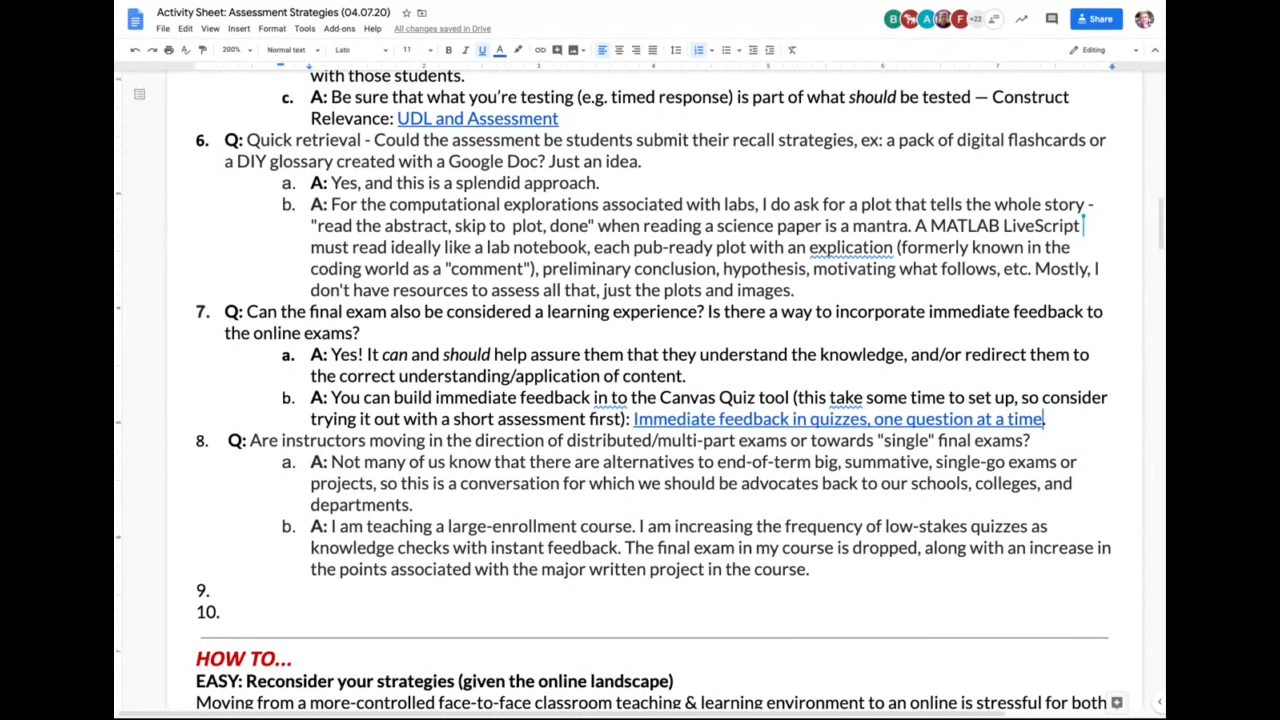 Activity Sheet: Assessment Strategies (04.07.20)
B A F +22 Share
File Edit View Insert Format Tools Add-ons Help All changes saved in Drive
200% Normal text Lato 11 B I U A Editing
2 3 4 5 6 7
with those students.
c. A: Be sure that what you're testing (e.g. timed response) is part of what should be tested — Construct
Relevance: UDL and Assessment
6. Q: Quick retrieval - Could the assessment be students submit their recall strategies, ex: a pack of digital flashcards or
a DIY glossary created with a Google Doc? Just an idea.
a. A: Yes, and this is a splendid approach.
b. A: For the computational explorations associated with labs, I do ask for a plot that tells the whole story -
"read the abstract, skip to plot, done" when reading a science paper is a mantra. A MATLAB LiveScript
must read ideally like a lab notebook, each pub-ready plot with an explication (formerly known in the
coding world as a "comment"), preliminary conclusion, hypothesis, motivating what follows, etc. Mostly, I
don't have resources to assess all that, just the plots and images.
7. Q: Can the final exam also be considered a learning experience? Is there a way to incorporate immediate feedback to
the online exams?
a. A: Yes! It can and should help assure them that they understand the knowledge, and/or redirect them to
the correct understanding/application of content.
b. A: You can build immediate feedback in to the Canvas Quiz tool (this take some time to set up, so consider
trying it out with a short assessment first): Immediate feedback in quizzes, one question at a time.
8. Q: Are instructors moving in the direction of distributed/multi-part exams or towards "single" final exams?
a. A: Not many of us know that there are alternatives to end-of-term big, summative, single-go exams or
projects, so this is a conversation for which we should be advocates back to our schools, colleges, and
departments.
b. A: I am teaching a large-enrollment course. I am increasing the frequency of low-stakes quizzes as
knowledge checks with instant feedback. The final exam in my course is dropped, along with an increase in
the points associated with the major written project in the course.
9.
10.
HOW TO...
EASY: Reconsider your strategies (given the online landscape)
Moving from a more-controlled face-to-face classroom teaching & learning environment to an online is stressful for both